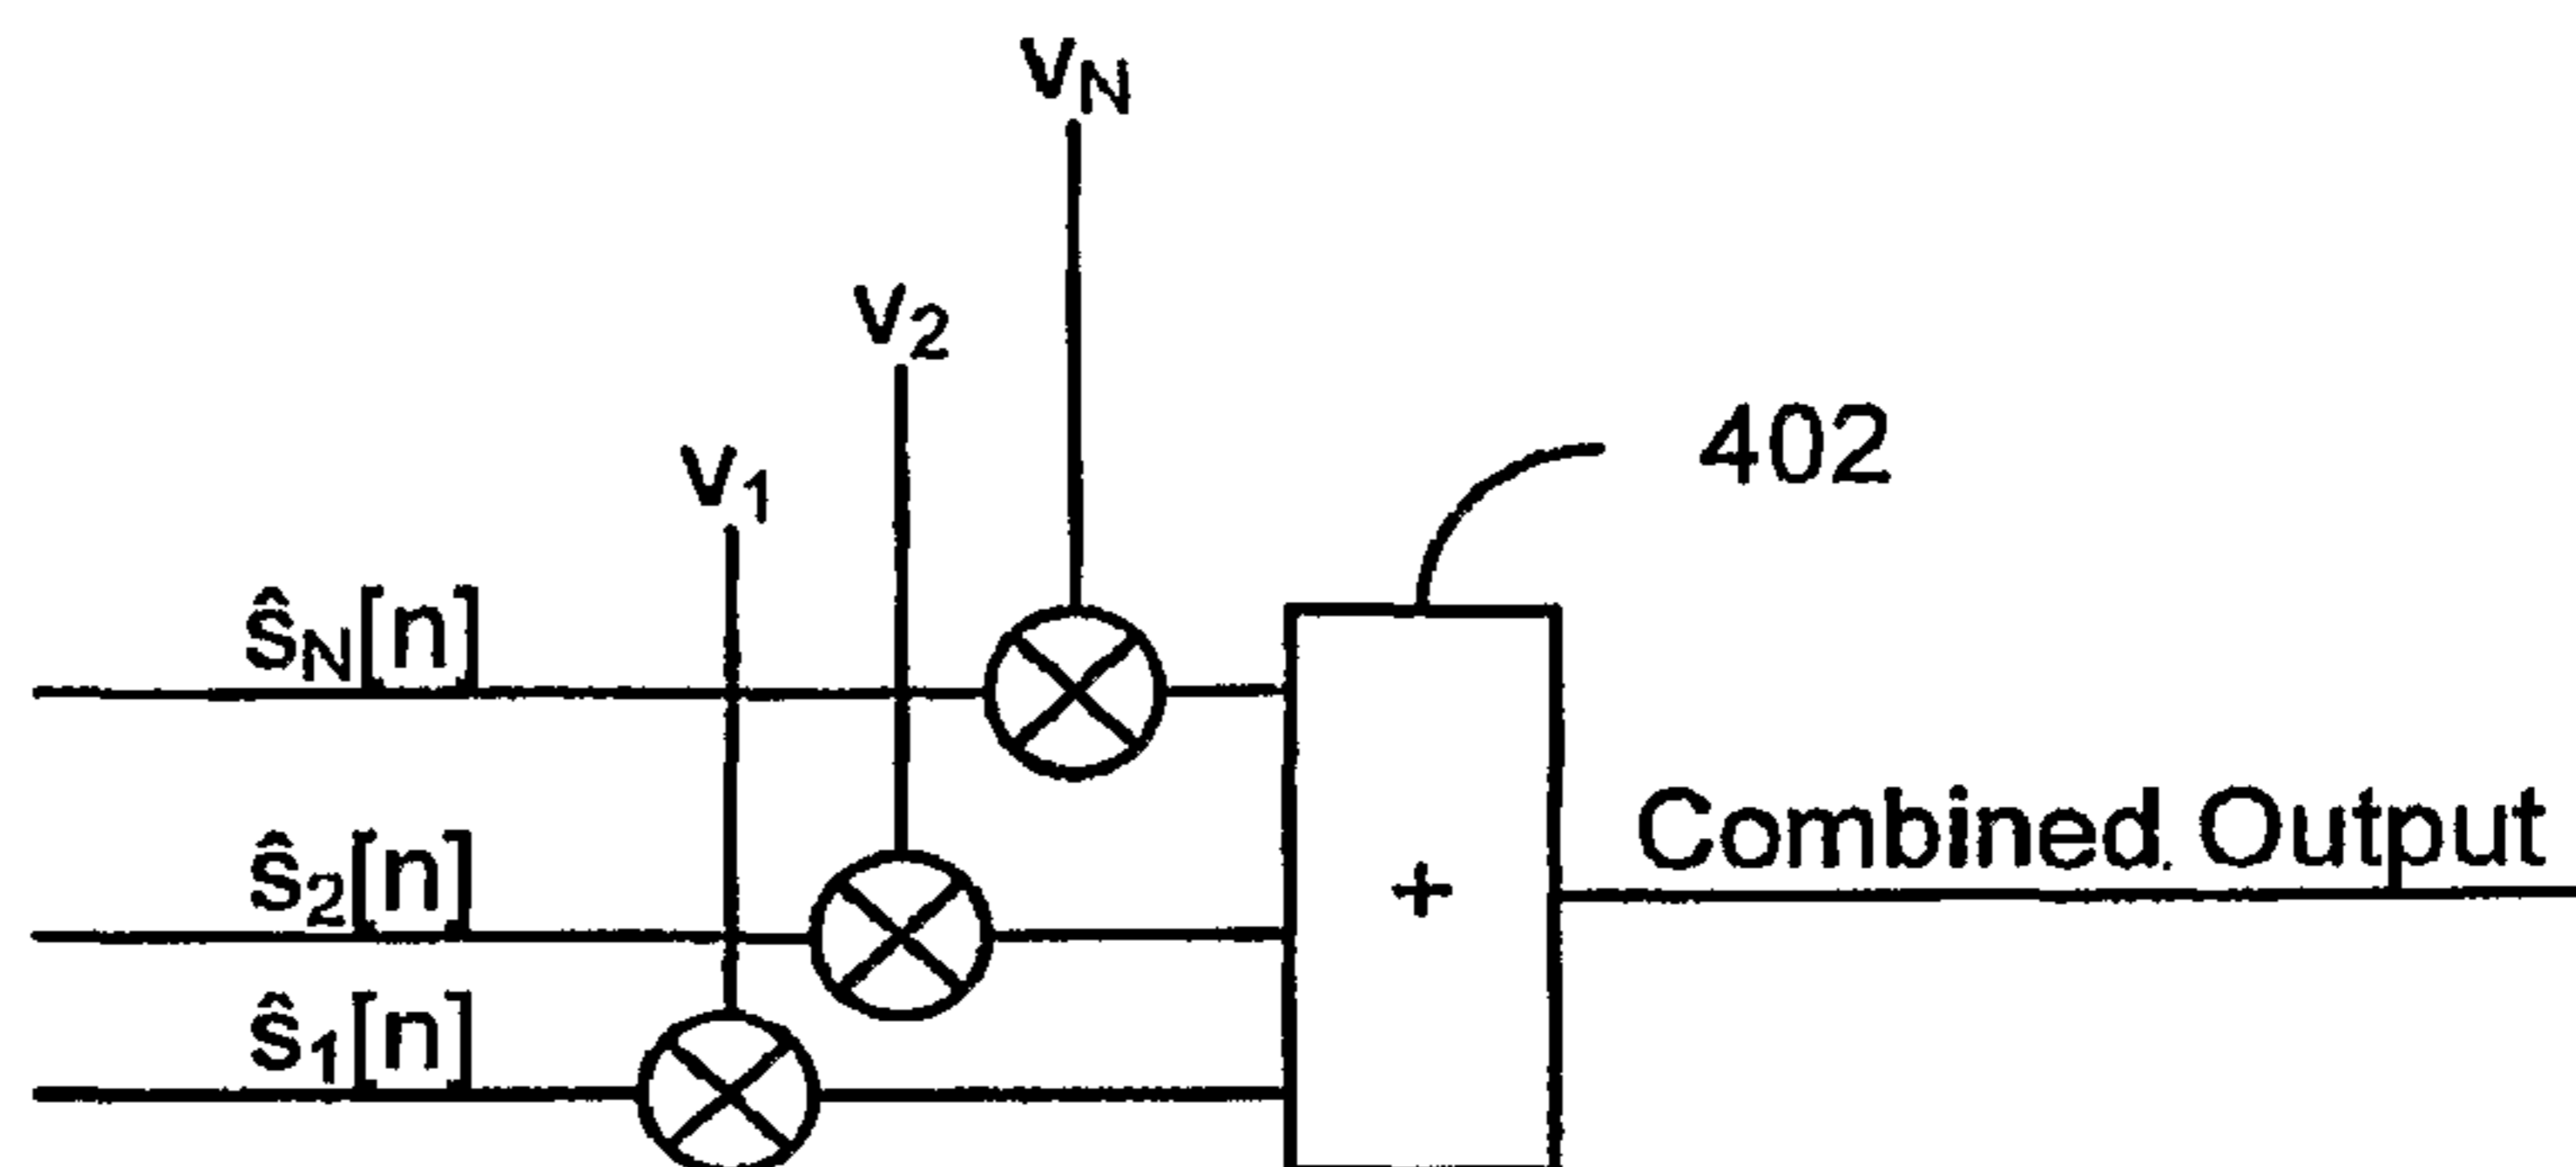 v_N
v_2
402
v_1
ŝ_N[n]
Combined Output
ŝ_2[n]
+
ŝ_1[n]